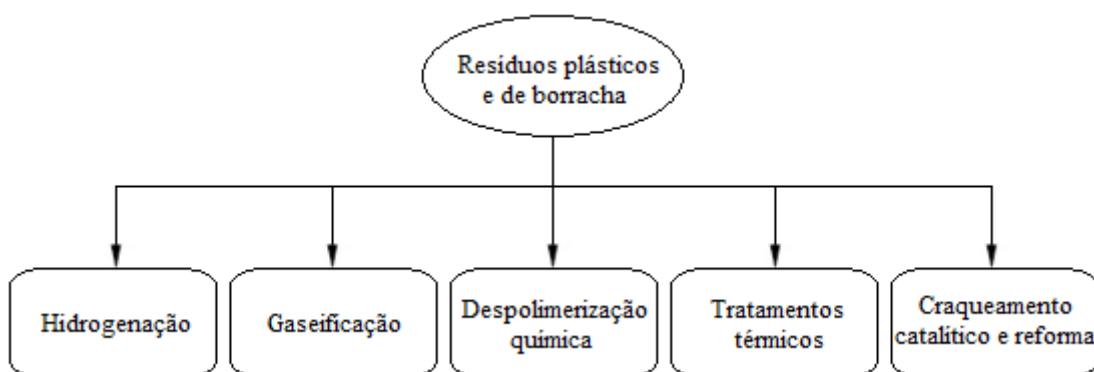 Resíduos plásticos
e de borracha
Hidrogenação
Gaseificação
Despolimerização
química
Tratamentos
térmicos
Craqueamento
catalítico e reforma